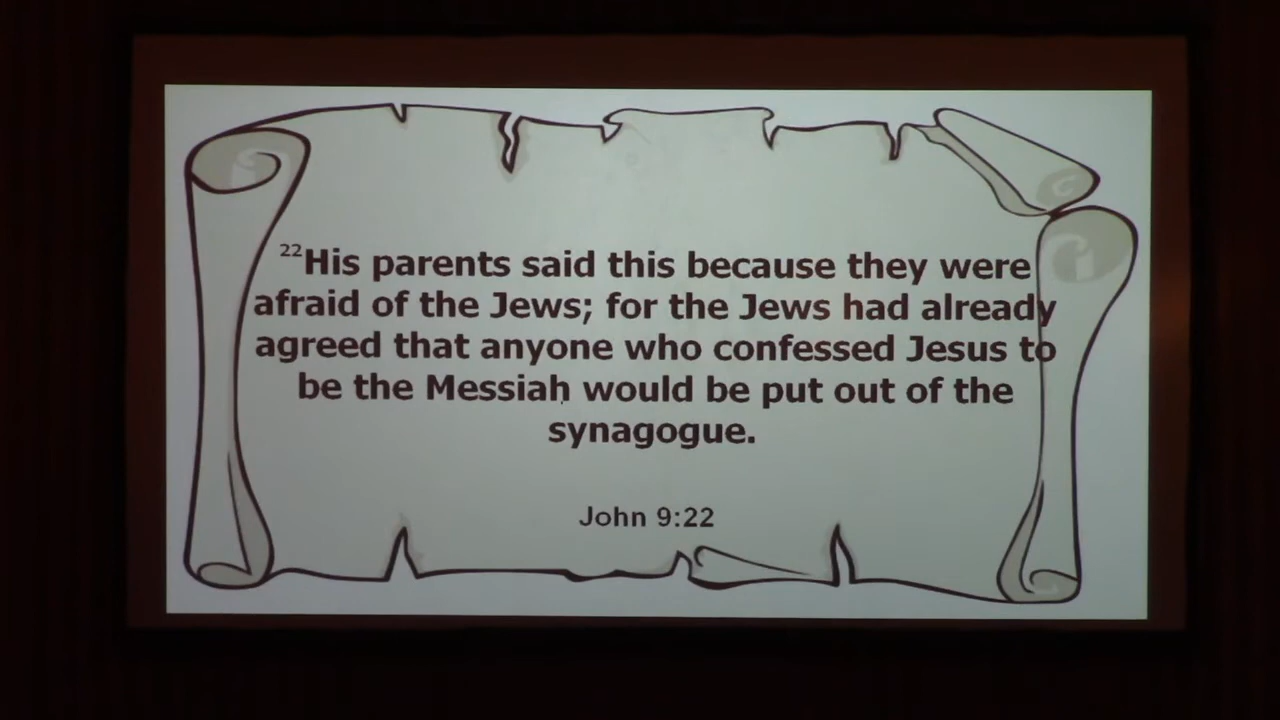 22His parents said this because they were
afraid of the Jews; for the Jews had already
agreed that anyone who confessed Jesus to
be the Messiah would be put out of the
synagogue.
John 9:22